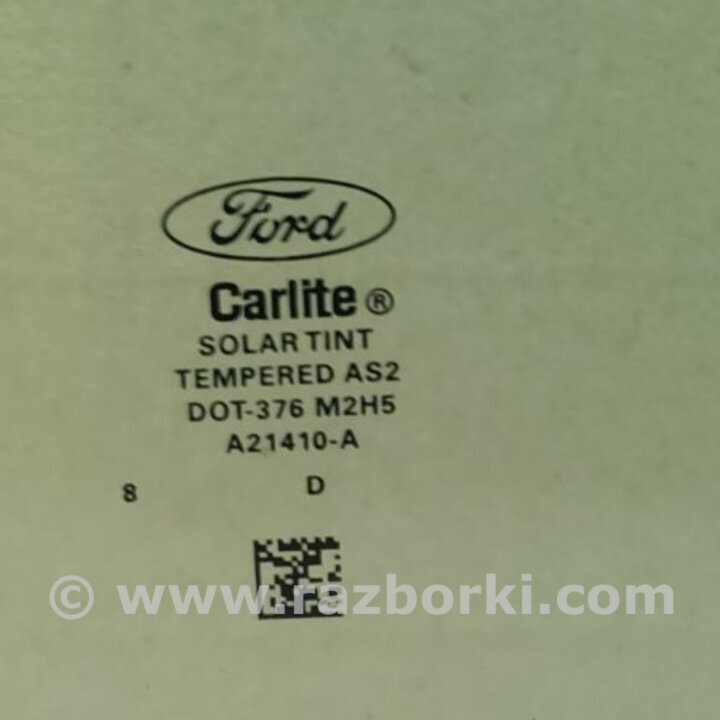 Ford
Carlite ®
SOLAR TINT
TEMPERED AS2
DOT-376 M2H5
A21410-A
8 D
© www.razborki.com